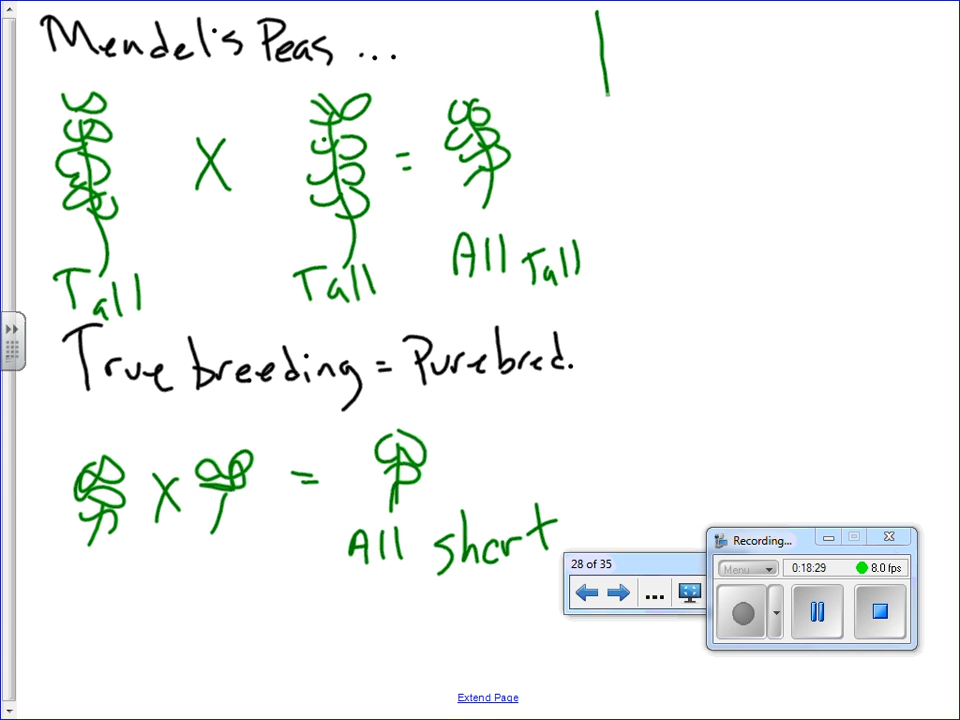 Mendel's Peas ...
X
=
Tall
Tall
All Tall
True breeding = Purebred.
X
=
All short
28 of 35
...
Recording...
Menu
0:18:29
8.0 fps
Extend Page